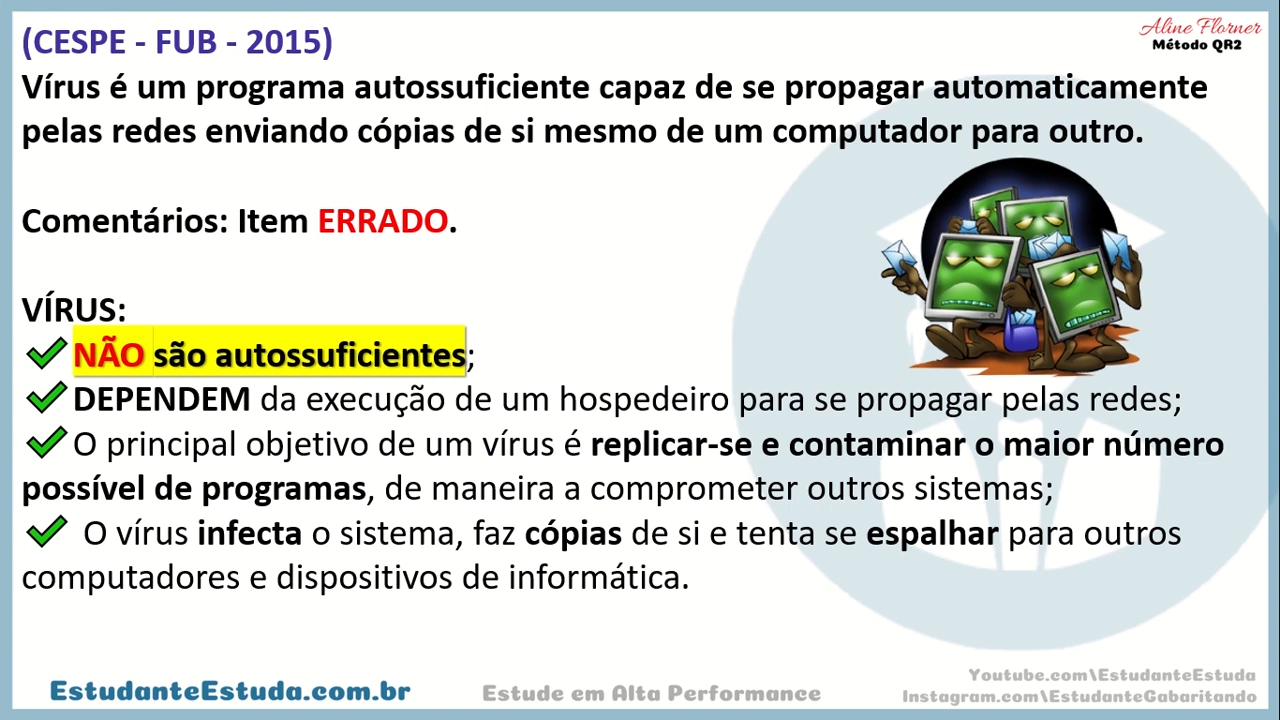 (CESPE - FUB - 2015)
Aline Florner
Método QR2
Vírus é um programa autossuficiente capaz de se propagar automaticamente
pelas redes enviando cópias de si mesmo de um computador para outro.
Comentários: Item ERRADO.
VÍRUS:
NÃO são autossuficientes;
DEPENDEM da execução de um hospedeiro para se propagar pelas redes;
O principal objetivo de um vírus é replicar-se e contaminar o maior número
possível de programas, de maneira a comprometer outros sistemas;
O vírus infecta o sistema, faz cópias de si e tenta se espalhar para outros
computadores e dispositivos de informática.
EstudanteEstuda.com.br
Estude em Alta Performance
Youtube.com\EstudanteEstuda
Instagram.com\EstudanteGabaritando